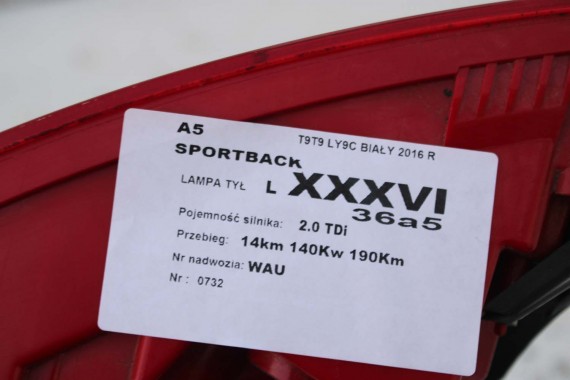 A5 T9T9 LY9C BIAŁY 2016 R
SPORTBACK
LAMPA TYŁ L XXXVI
36a5
Pojemność silnika: 2.0 TDi
Przebieg: 14km 140Kw 190Km
Nr nadwozia: WAU
Nr : 0732